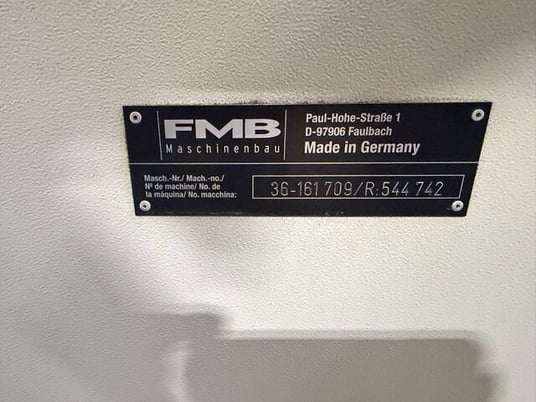 FMB
Maschinenbau
Paul-Hohe-Straße 1
D-97906 Faulbach
Made in Germany
Masch.-Nr./ Mach.-no./
Nº de machine/ No. de
la máquina/ No. macchina:
36-161 709/R:544 742